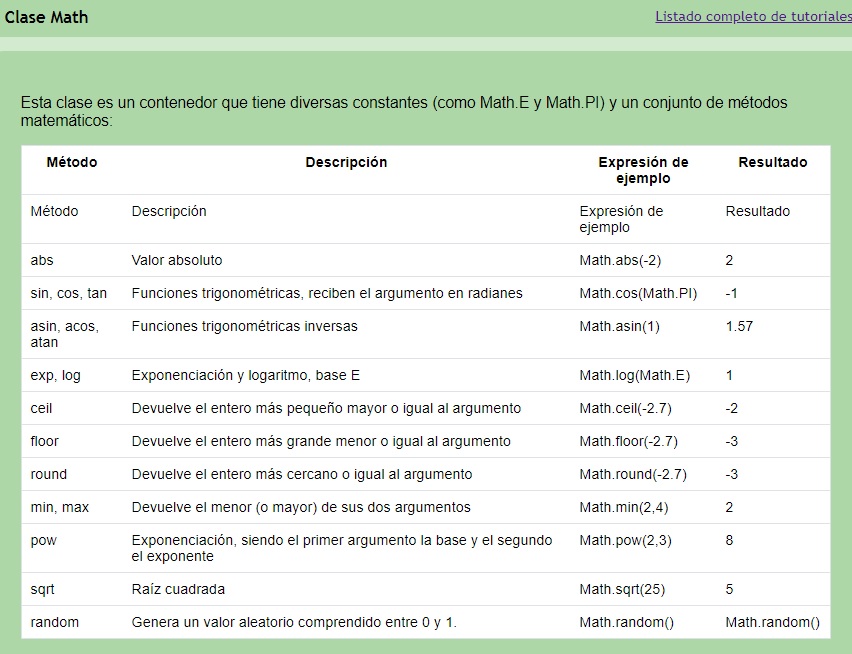 Clase Math
Listado completo de tutoriales
Esta clase es un contenedor que tiene diversas constantes (como Math.E y Math.PI) y un conjunto de métodos
matemáticos:
Método Descripción Expresión de
ejemplo Resultado
Método Descripción Expresión de Resultado
ejemplo
abs Valor absoluto Math.abs(-2) 2
sin, cos, tan Funciones trigonométricas, reciben el argumento en radianes Math.cos(Math.PI) -1
asin, acos, Funciones trigonométricas inversas Math.asin(1) 1.57
atan
exp, log Exponenciación y logaritmo, base E Math.log(Math.E) 1
ceil Devuelve el entero más pequeño mayor o igual al argumento Math.ceil(-2.7) -2
floor Devuelve el entero más grande menor o igual al argumento Math.floor(-2.7) -3
round Devuelve el entero más cercano o igual al argumento Math.round(-2.7) -3
min, max Devuelve el menor (o mayor) de sus dos argumentos Math.min(2,4) 2
pow Exponenciación, siendo el primer argumento la base y el segundo Math.pow(2,3) 8
el exponente
sqrt Raíz cuadrada Math.sqrt(25) 5
random Genera un valor aleatorio comprendido entre 0 y 1. Math.random() Math.random()